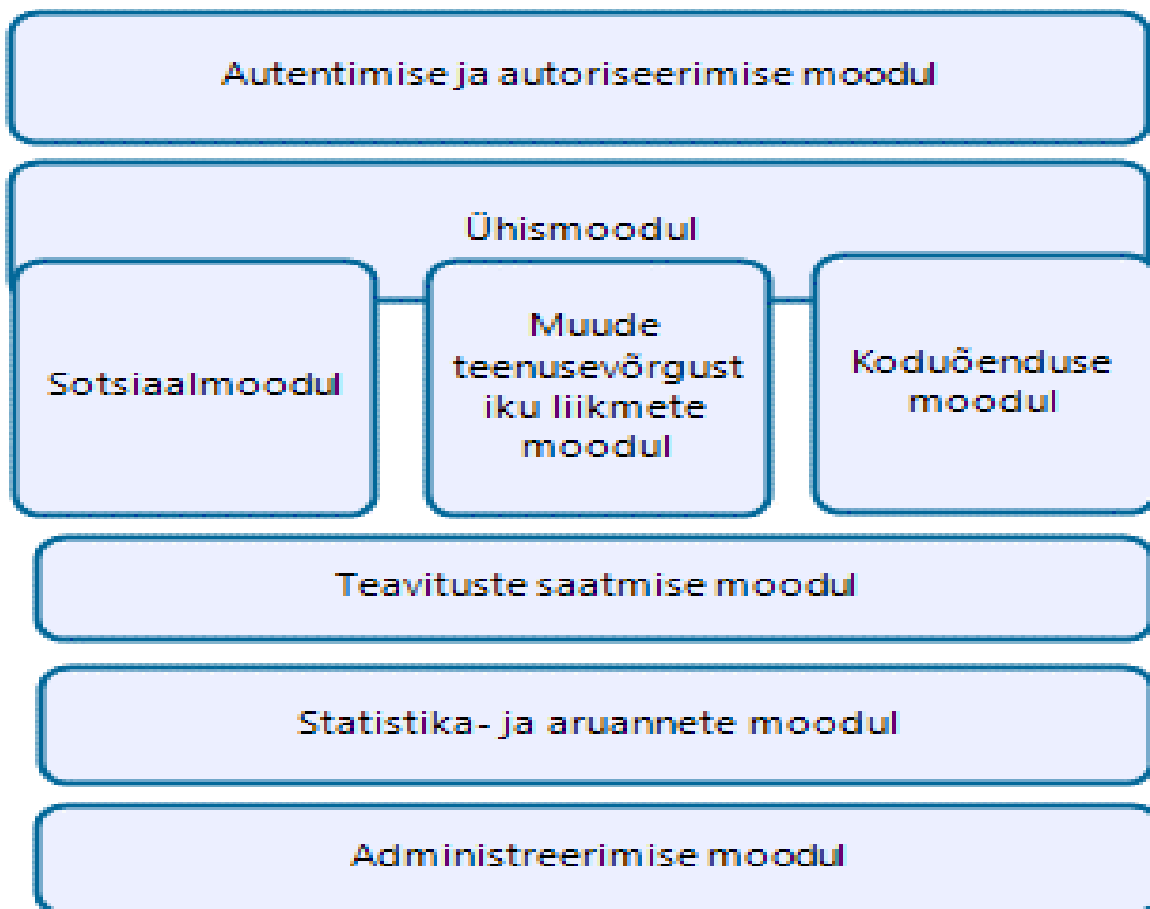 Autentimise ja autoriseerimise moodul
Ühismoodul
Sotsiaalmoodul
Muude
teenusevõrgust
iku liikmete
moodul
Koduõenduse
moodul
Teavituste saatmise moodul
Statistika- ja aruannete moodul
Administreerimise moodul